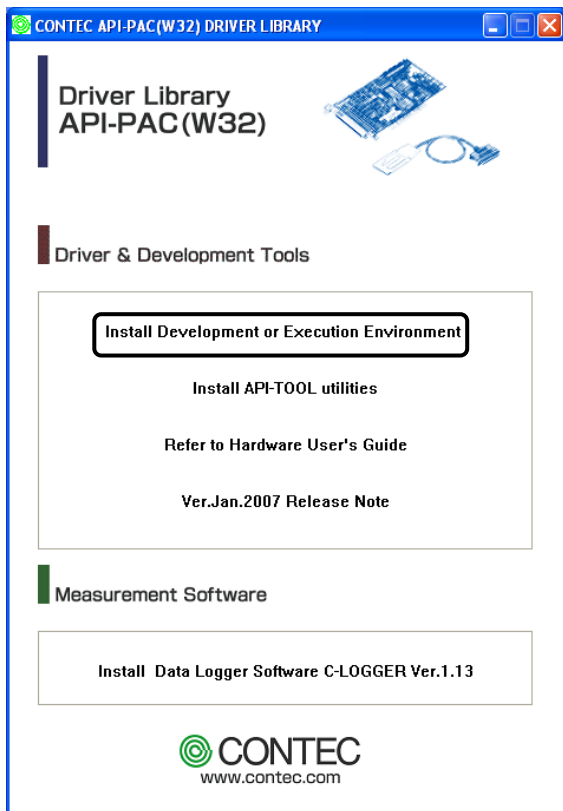 CONTEC API-PAC(W32) DRIVER LIBRARY
Driver Library
API-PAC(W32)
Driver & Development Tools
Install Development or Execution Environment
Install API-TOOL utilities
Refer to Hardware User's Guide
Ver.Jan.2007 Release Note
Measurement Software
Install Data Logger Software C-LOGGER Ver.1.13
CONTEC
www.contec.com